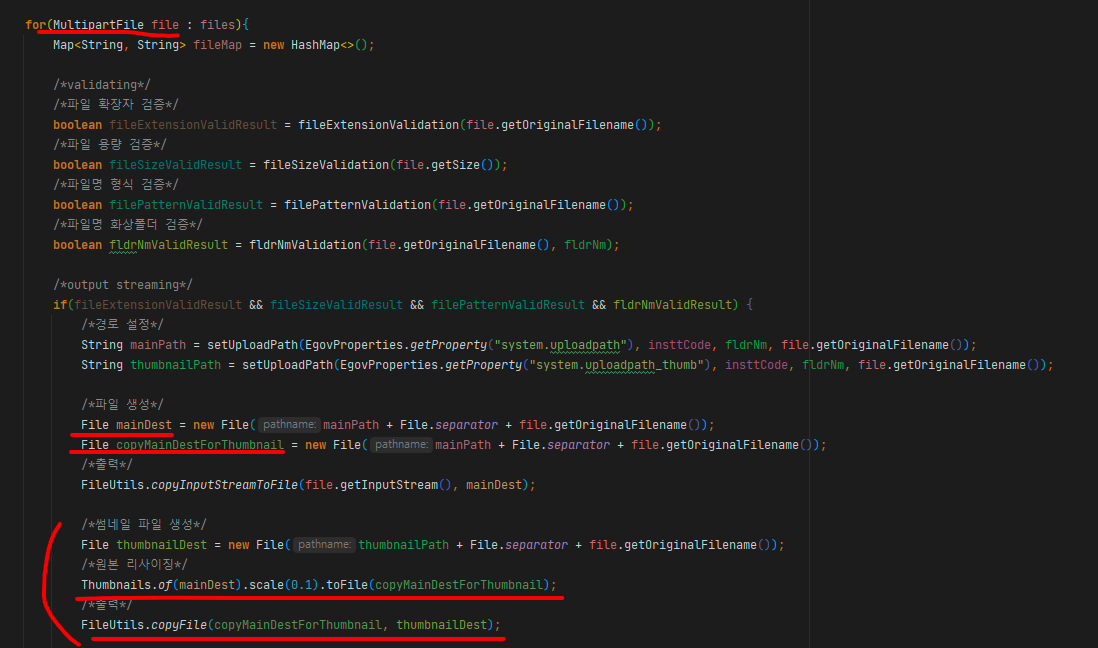 for(MultipartFile file : files){
Map<String, String> fileMap = new HashMap<>();
/*validating*/
/*파일 확장자 검증*/
boolean fileExtensionValidResult = fileExtensionValidation(file.getOriginalFilename());
/*파일 용량 검증*/
boolean fileSizeValidResult = fileSizeValidation(file.getSize());
/*파일명 형식 검증*/
boolean filePatternValidResult = filePatternValidation(file.getOriginalFilename());
/*파일명 화상폴더 검증*/
boolean fldrNmValidResult = fldrNmValidation(file.getOriginalFilename(), fldrNm);
/*output streaming*/
if(fileExtensionValidResult && fileSizeValidResult && filePatternValidResult && fldrNmValidResult) {
/*경로 설정*/
String mainPath = setUploadPath(EgovProperties.getProperty("system.uploadpath"), insttCode, fldrNm, file.getOriginalFilename());
String thumbnailPath = setUploadPath(EgovProperties.getProperty("system.uploadpath_thumb"), insttCode, fldrNm, file.getOriginalFilename());
/*파일 생성*/
File mainDest = new File( pathname: mainPath + File.separator + file.getOriginalFilename());
File copyMainDestForThumbnail = new File( pathname: mainPath + File.separator + file.getOriginalFilename());
/*출력*/
FileUtils.copyInputStreamToFile(file.getInputStream(), mainDest);
/*썸네일 파일 생성*/
File thumbnailDest = new File( pathname: thumbnailPath + File.separator + file.getOriginalFilename());
/*원본 리사이징*/
Thumbnails.of(mainDest).scale(0.1).toFile(copyMainDestForThumbnail);
/*출력*/
FileUtils.copyFile(copyMainDestForThumbnail, thumbnailDest);